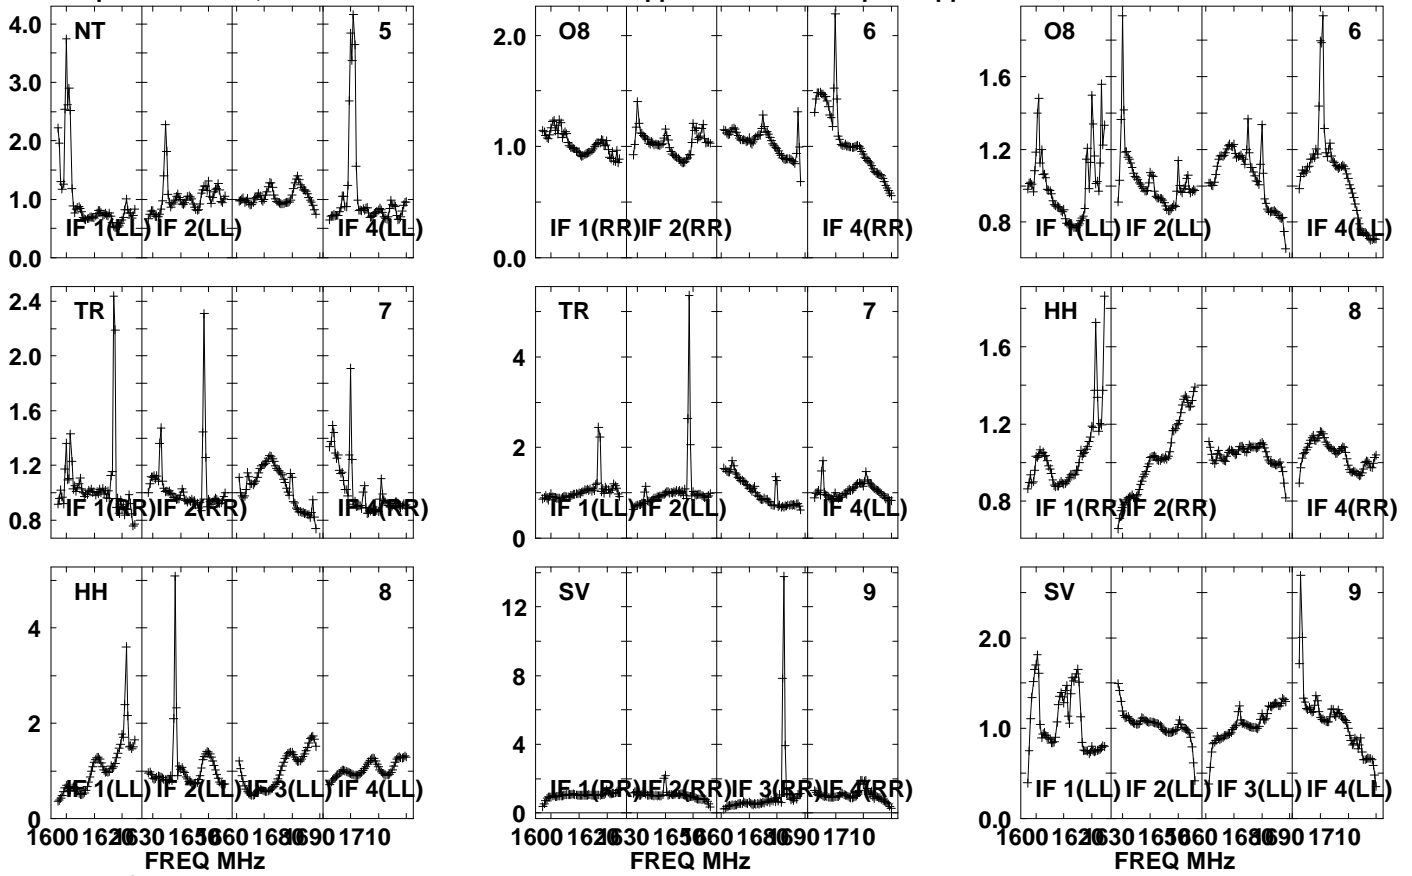 4.0 NT 5
3.0
2.0
1.0
0.0
IF 1(LL) IF 2(LL) IF 4(LL)
2.0 O8 6
1.0
0.0
IF 1(RR) IF 2(RR) IF 4(RR)
O8 6
1.6
1.2
0.8
IF 1(LL) IF 2(LL) IF 4(LL)
2.4 TR 7
2.0
1.6
1.2
0.8
IF 1(RR) IF 2(RR) IF 4(RR)
TR 7
4
2
0
IF 1(LL) IF 2(LL) IF 4(LL)
HH 8
1.6
1.2
0.8
IF 1(RR) IF 2(RR) IF 4(RR)
HH 8
4
2
0
IF 1(LL) IF 2(LL) IF 3(LL) IF 4(LL)
1600 1620 1630 1650 1660 1680 1690 1710
FREQ MHz
SV 9
12
8
4
0
IF 1(RR) IF 2(RR) IF 3(RR) IF 4(RR)
1600 1620 1630 1650 1660 1680 1690 1710
FREQ MHz
SV 9
2.0
1.0
0.0
IF 1(LL) IF 2(LL) IF 3(LL) IF 4(LL)
1600 1620 1630 1650 1660 1680 1690 1710
FREQ MHz